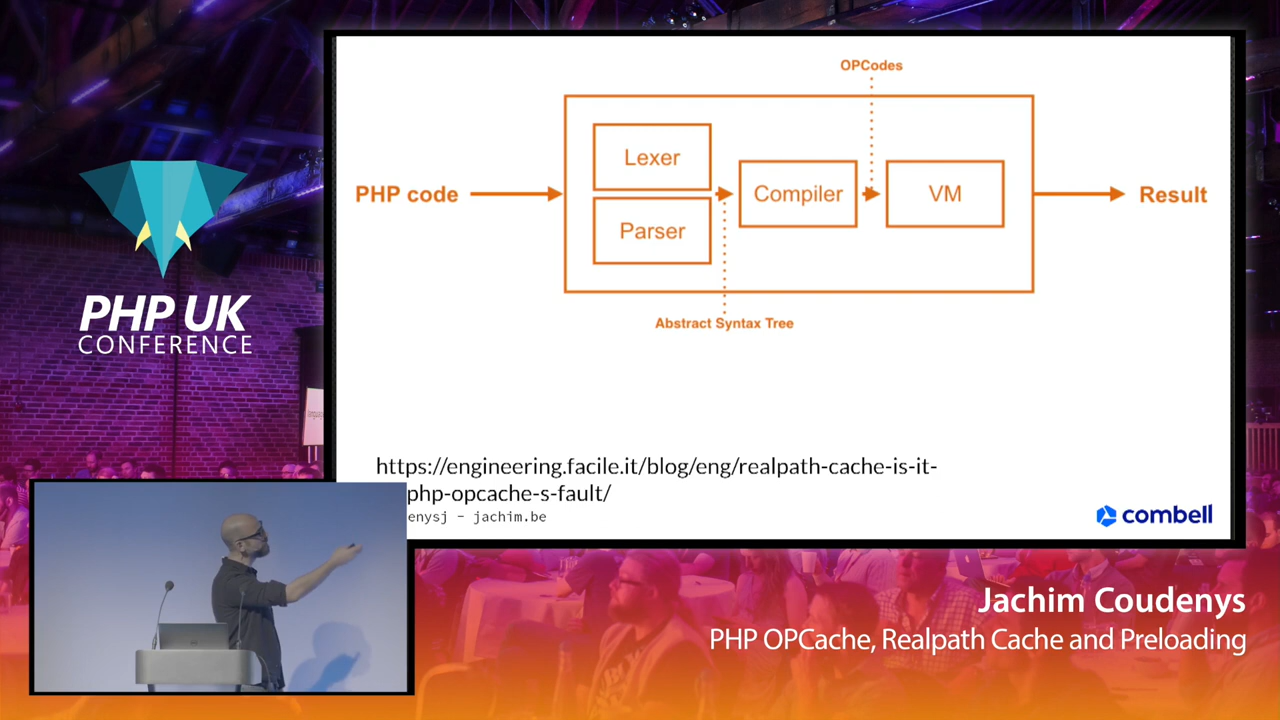 OPCodes
Lexer
PHP code
Compiler
VM
Result
Parser
Abstract Syntax Tree
https://engineering.facile.it/blog/eng/realpath-cache-is-it-
php-opcache-s-fault/
enysj – jachim.be
combell
PHP UK
CONFERENCE
Jachim Coudenys
PHP OPCache, Realpath Cache and Preloading